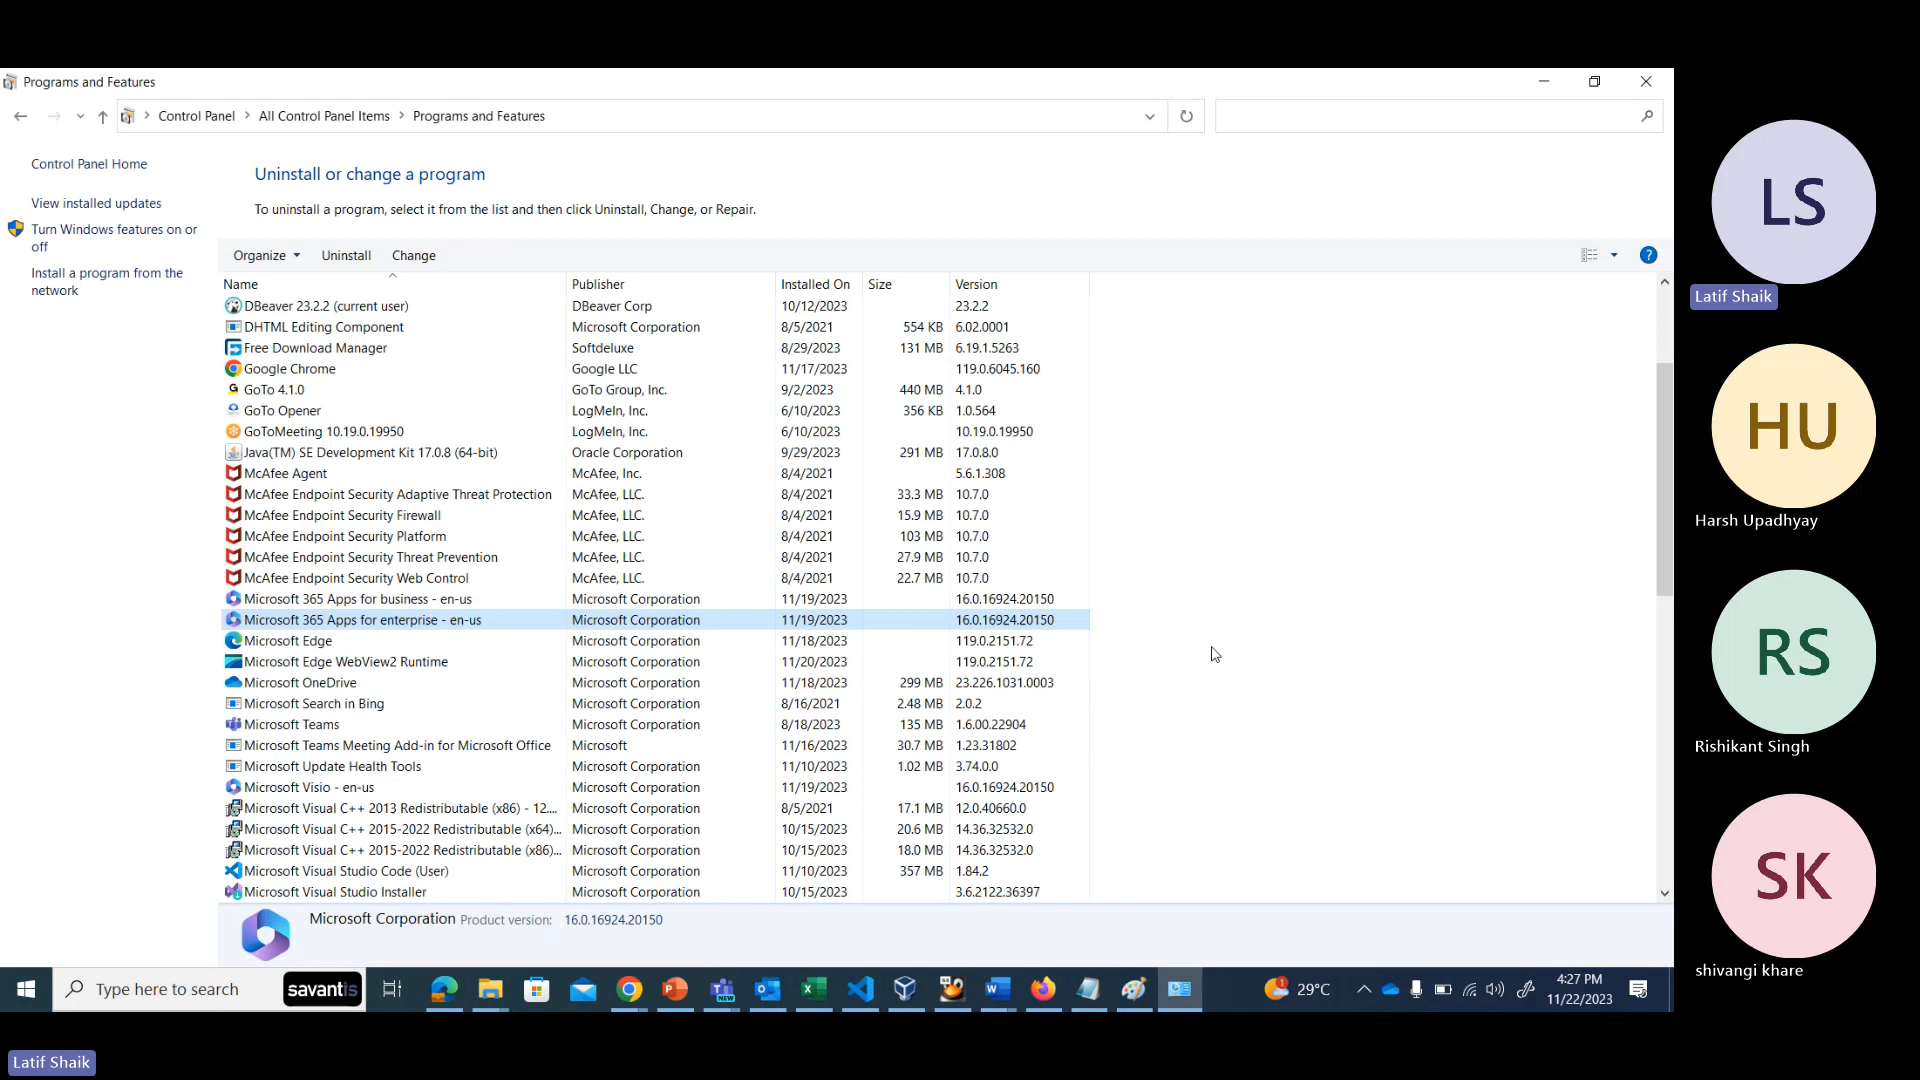 Programs and Features
Control Panel > All Control Panel Items > Programs and Features
Control Panel Home
View installed updates
Turn Windows features on or
off
Install a program from the
network
Uninstall or change a program
To uninstall a program, select it from the list and then click Uninstall, Change, or Repair.
Organize Uninstall Change ?
Name Publisher Installed On Size Version
DBeaver 23.2.2 (current user) DBeaver Corp 10/12/2023 23.2.2
DHTML Editing Component Microsoft Corporation 8/5/2021 554 KB 6.02.0001
Free Download Manager Softdeluxe 8/29/2023 131 MB 6.19.1.5263
Google Chrome Google LLC 11/17/2023 119.0.6045.160
GoTo 4.1.0 GoTo Group, Inc. 9/2/2023 440 MB 4.1.0
GoTo Opener LogMeIn, Inc. 6/10/2023 356 KB 1.0.564
GoToMeeting 10.19.0.19950 LogMeIn, Inc. 6/10/2023 10.19.0.19950
Java(TM) SE Development Kit 17.0.8 (64-bit) Oracle Corporation 9/29/2023 291 MB 17.0.8.0
McAfee Agent McAfee, Inc. 8/4/2021 5.6.1.308
McAfee Endpoint Security Adaptive Threat Protection McAfee, LLC. 8/4/2021 33.3 MB 10.7.0
McAfee Endpoint Security Firewall McAfee, LLC. 8/4/2021 15.9 MB 10.7.0
McAfee Endpoint Security Platform McAfee, LLC. 8/4/2021 103 MB 10.7.0
McAfee Endpoint Security Threat Prevention McAfee, LLC. 8/4/2021 27.9 MB 10.7.0
McAfee Endpoint Security Web Control McAfee, LLC. 8/4/2021 22.7 MB 10.7.0
Microsoft 365 Apps for business - en-us Microsoft Corporation 11/19/2023 16.0.16924.20150
Microsoft 365 Apps for enterprise - en-us Microsoft Corporation 11/19/2023 16.0.16924.20150
Microsoft Edge Microsoft Corporation 11/18/2023 119.0.2151.72
Microsoft Edge WebView2 Runtime Microsoft Corporation 11/20/2023 119.0.2151.72
Microsoft OneDrive Microsoft Corporation 11/18/2023 299 MB 23.226.1031.0003
Microsoft Search in Bing Microsoft Corporation 8/16/2021 2.48 MB 2.0.2
Microsoft Teams Microsoft Corporation 8/18/2023 135 MB 1.6.00.22904
Microsoft Teams Meeting Add-in for Microsoft Office Microsoft 11/16/2023 30.7 MB 1.23.31802
Microsoft Update Health Tools Microsoft Corporation 11/10/2023 1.02 MB 3.74.0.0
Microsoft Visio - en-us Microsoft Corporation 11/19/2023 16.0.16924.20150
Microsoft Visual C++ 2013 Redistributable (x86) - 12.... Microsoft Corporation 8/5/2021 17.1 MB 12.0.40660.0
Microsoft Visual C++ 2015-2022 Redistributable (x64)... Microsoft Corporation 10/15/2023 20.6 MB 14.36.32532.0
Microsoft Visual C++ 2015-2022 Redistributable (x86)... Microsoft Corporation 10/15/2023 18.0 MB 14.36.32532.0
Microsoft Visual Studio Code (User) Microsoft Corporation 11/10/2023 357 MB 1.84.2
Microsoft Visual Studio Installer Microsoft Corporation 10/15/2023 3.6.2122.36397
Microsoft Corporation Product version: 16.0.16924.20150
Type here to search savantis 29°C 4:27 PM
11/22/2023
LS
Latif Shaik
HU
Harsh Upadhyay
RS
Rishikant Singh
SK
shivangi khare
Latif Shaik